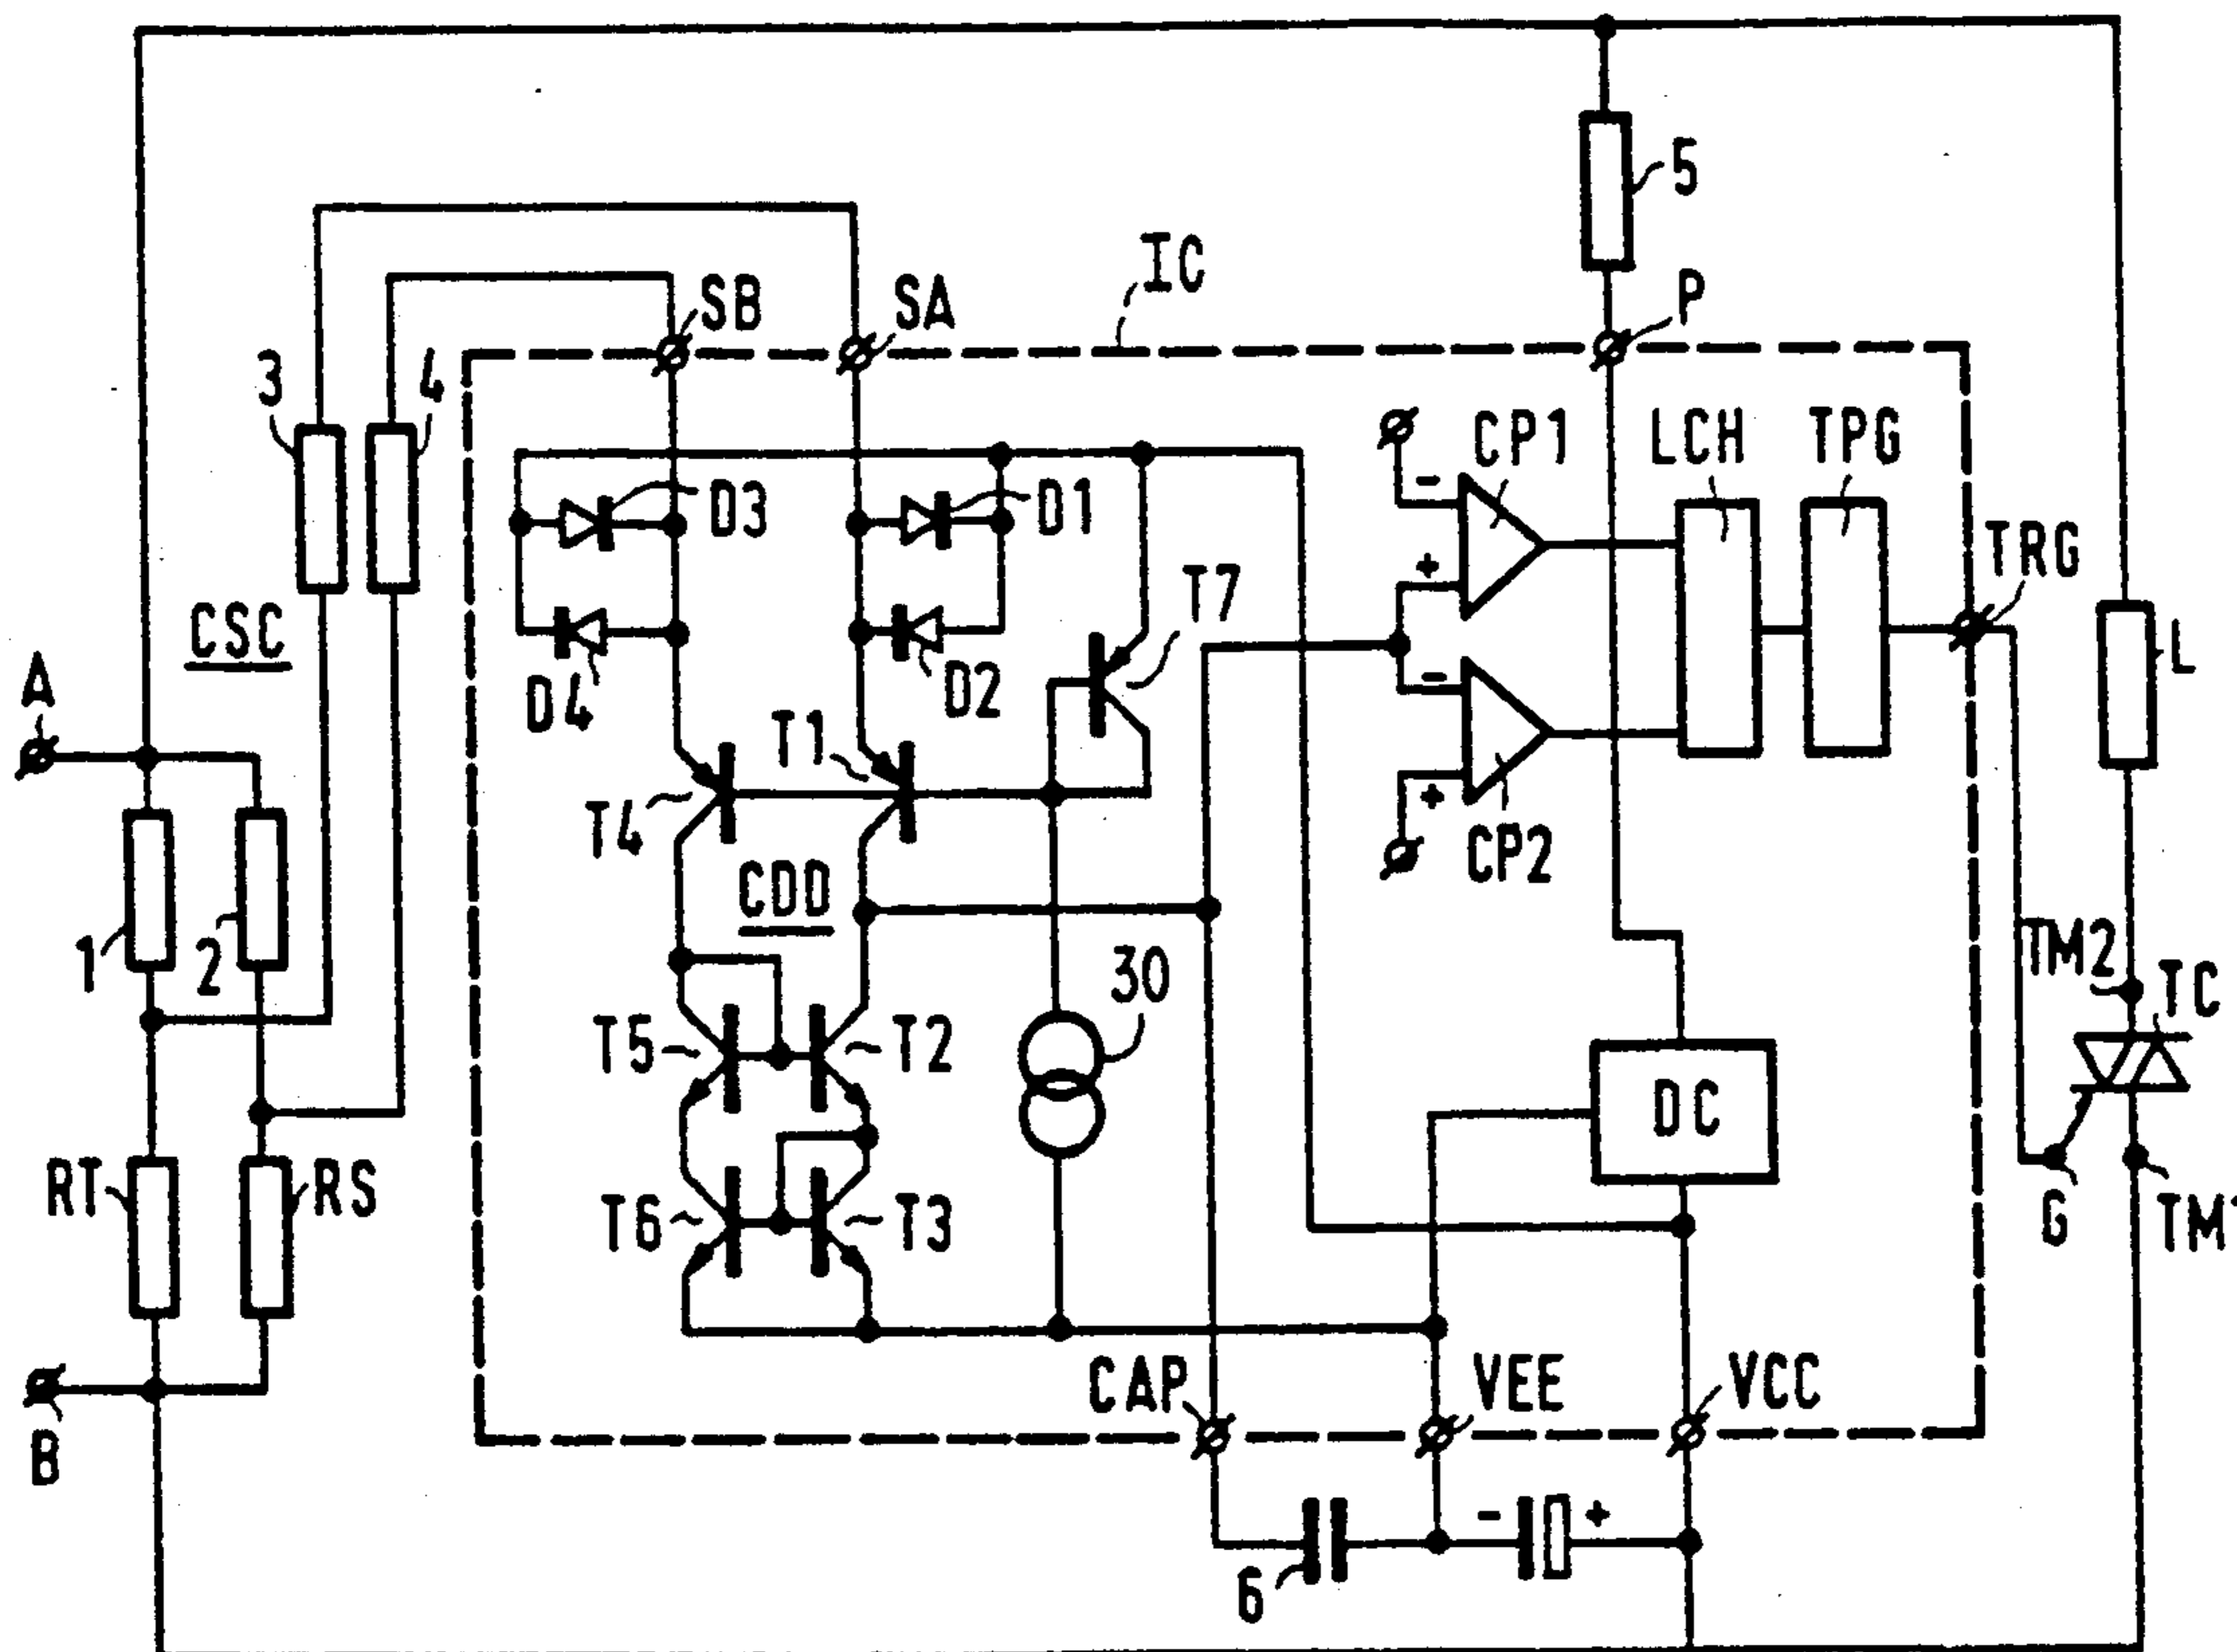 5
IC
P
SB
SA
3
4
CP1
LCH
TPG
D3
D1
-
TRG
T7
+
CSC
A
L
D4
D2
-
T1
T4
+
CP2
CDD
1
2
30
TM2
TC
T5
T2
DC
RT
RS
T6
T3
G
TM1
CAP
VEE
VCC
B
-
+
6